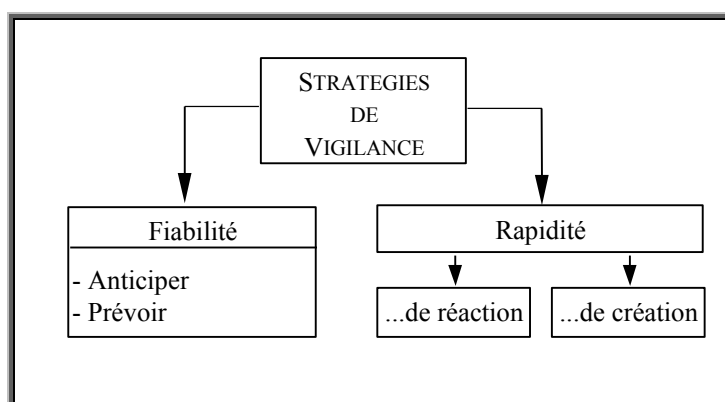 STRATEGIES
DE
VIGILANCE
Fiabilité
- Anticiper
- Prévoir
Rapidité
...de réaction
...de création